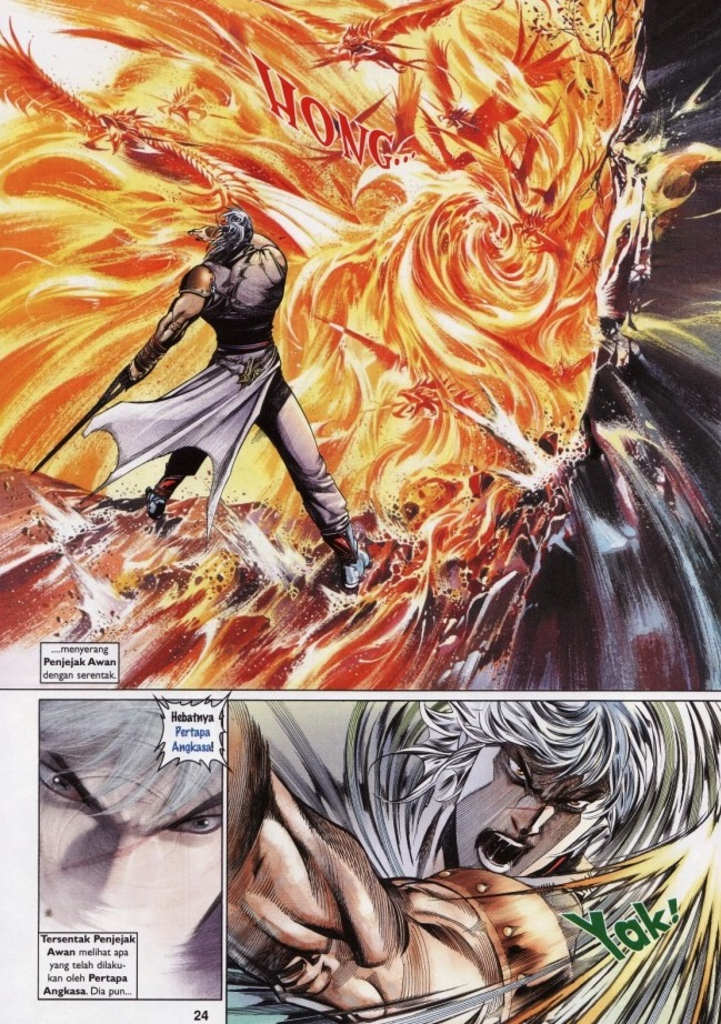 HONG...
....menyerang
Penjejak Awan
dengan serentak.
Hebatnya
Pertapa
Angkasa!
Tersentak Penjejak
Awan melihat apa
yang telah dilaku-
kan oleh Pertapa
Angkasa. Dia pun...
Yak!
24